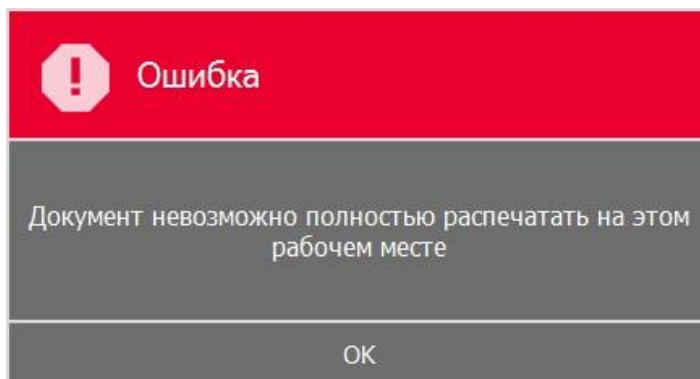 Ошибка
Документ невозможно полностью распечатать на этом
рабочем месте
OK